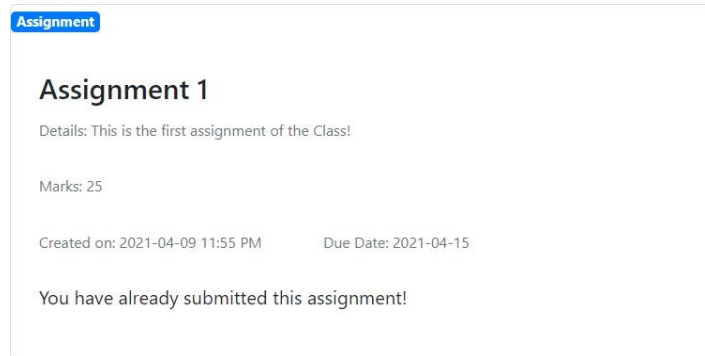 Assignment
Assignment 1
Details: This is the first assignment of the Class!
Marks: 25
Created on: 2021-04-09 11:55 PM Due Date: 2021-04-15
You have already submitted this assignment!